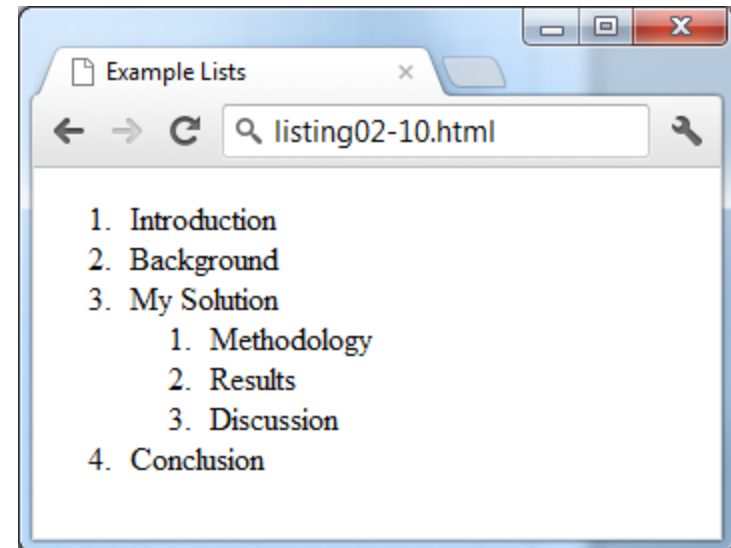 Example Lists
listing02-10.html
1. Introduction
2. Background
3. My Solution
1. Methodology
2. Results
3. Discussion
4. Conclusion